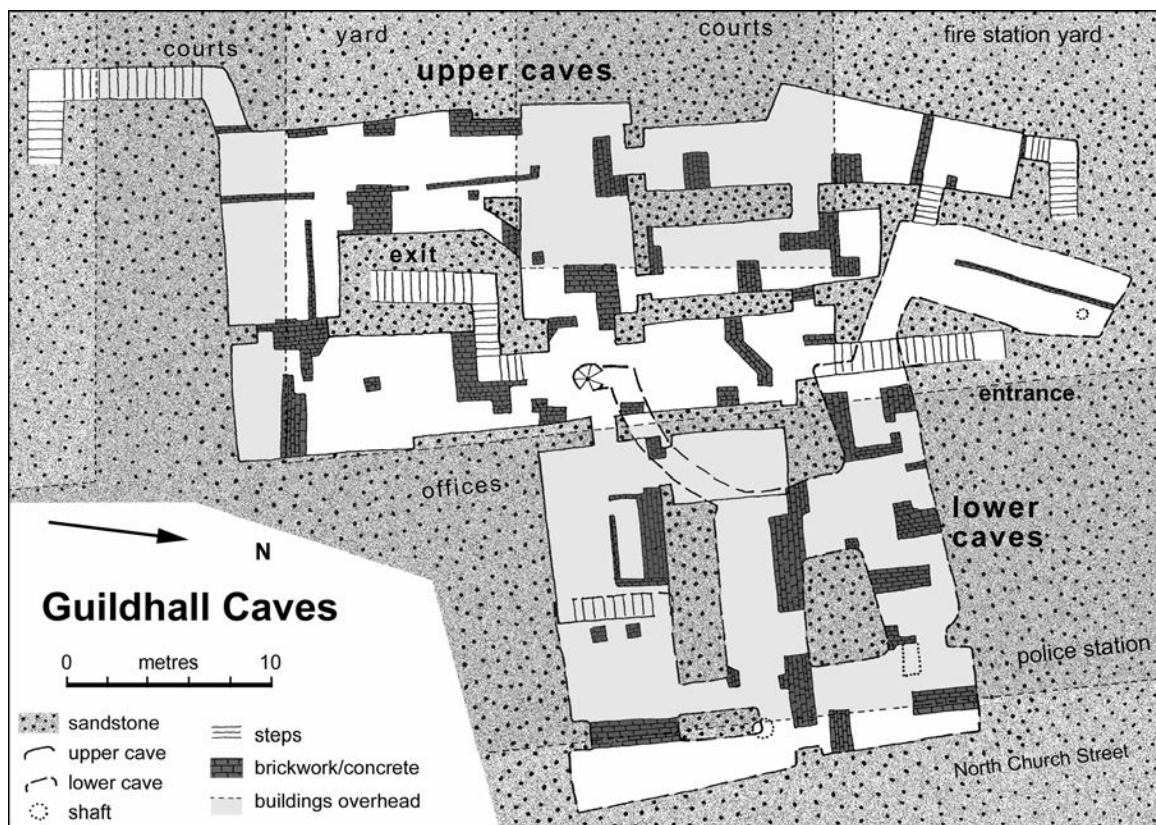 courts
yard
courts
fire station yard
upper caves
exit
entrance
offices
lower
caves
N
Guildhall Caves
0 metres 10
police station
North Church Street
sandstone
upper cave
lower cave
shaft
steps
brickwork/concrete
buildings overhead